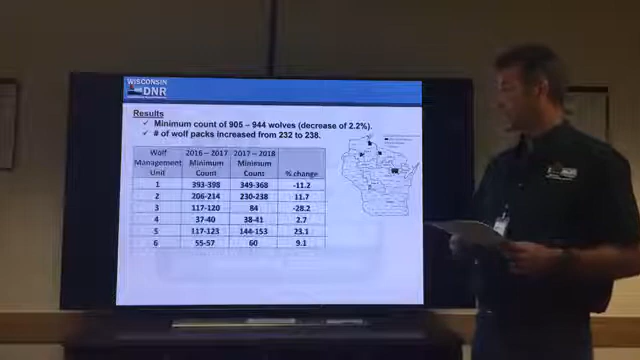 WISCONSIN
DNR
Results
✓ Minimum count of 905 – 944 wolves (decrease of 2.2%).
✓ # of wolf packs increased from 232 to 238.
Wolf Management Unit 2016 – 2017 Minimum Count 2017 – 2018 Minimum Count % change
1 393-398 349-368 -11.2
2 206-214 230-238 11.7
3 117-120 84 -28.2
4 37-40 38-41 2.7
5 117-123 144-153 23.1
6 55-57 60 9.1